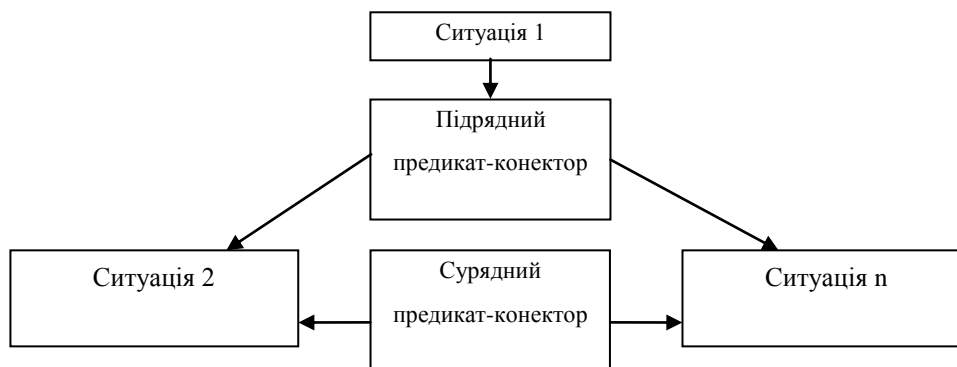 Ситуація 1
Підрядний
предикат-конектор
Ситуація 2
Сурядний
предикат-конектор
Ситуація n